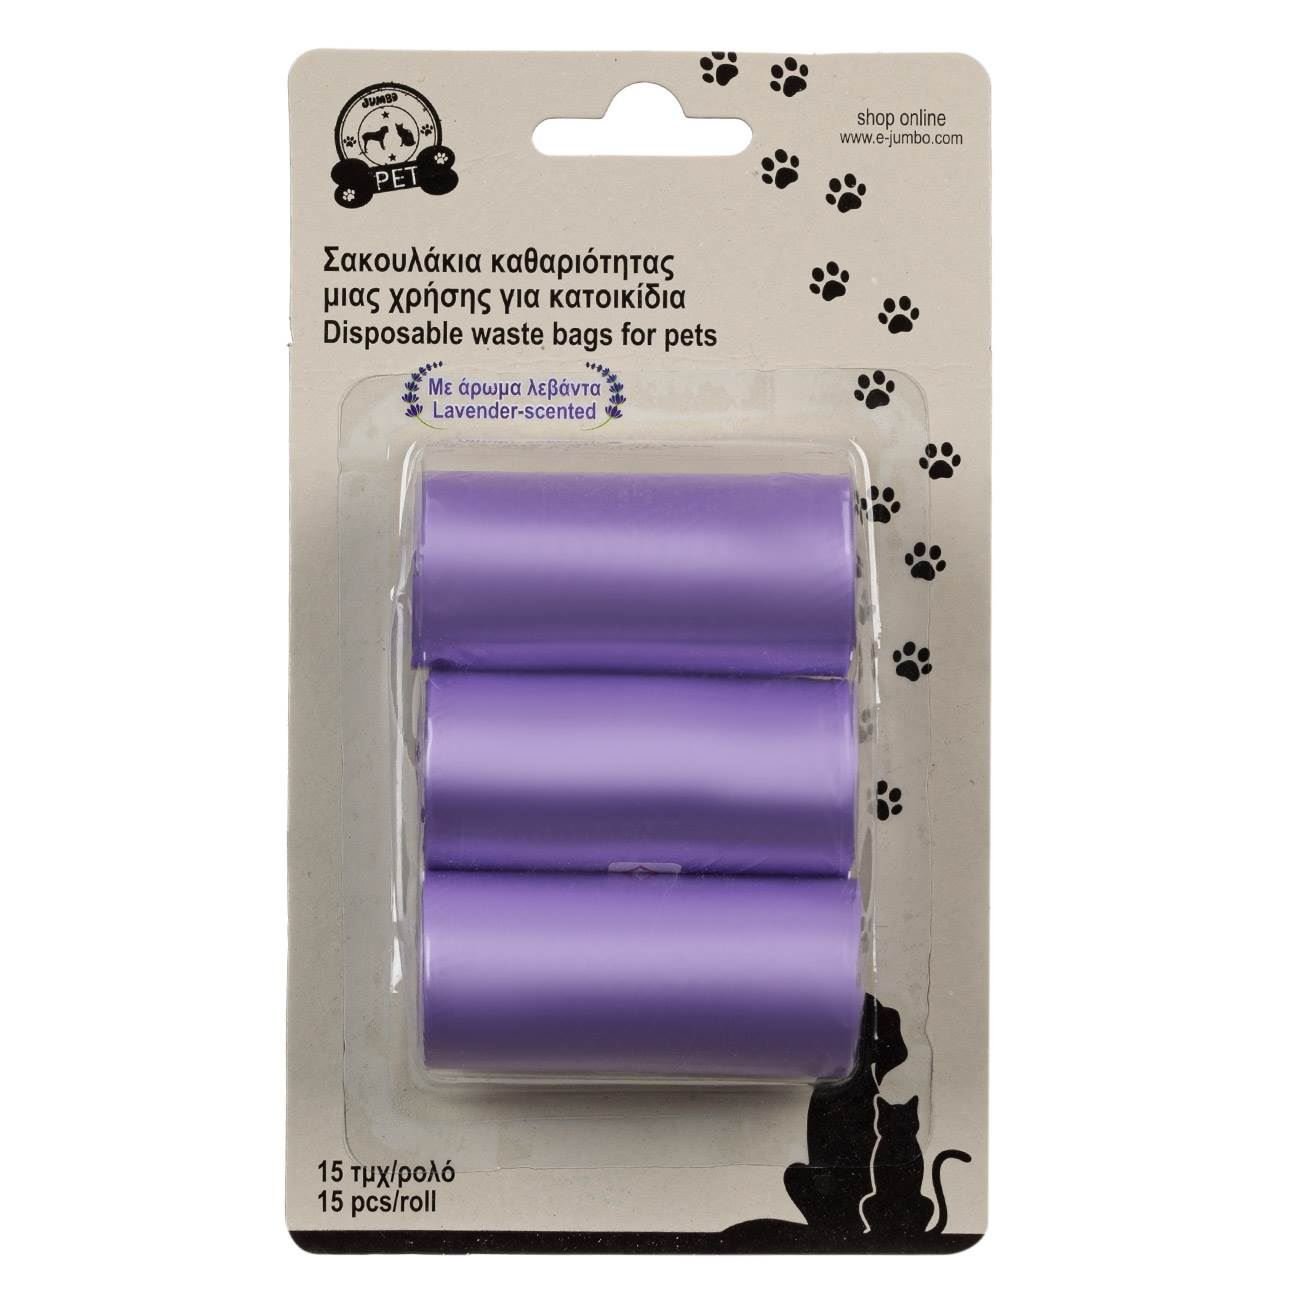 JUMBO
PET
shop online
www.e-jumbo.com
Σακουλάκια καθαριότητας
μιας χρήσης για κατοικίδια
Disposable waste bags for pets
Με άρωμα λεβάντα
Lavender-scented
15 τμχ/ρολό
15 pcs/roll